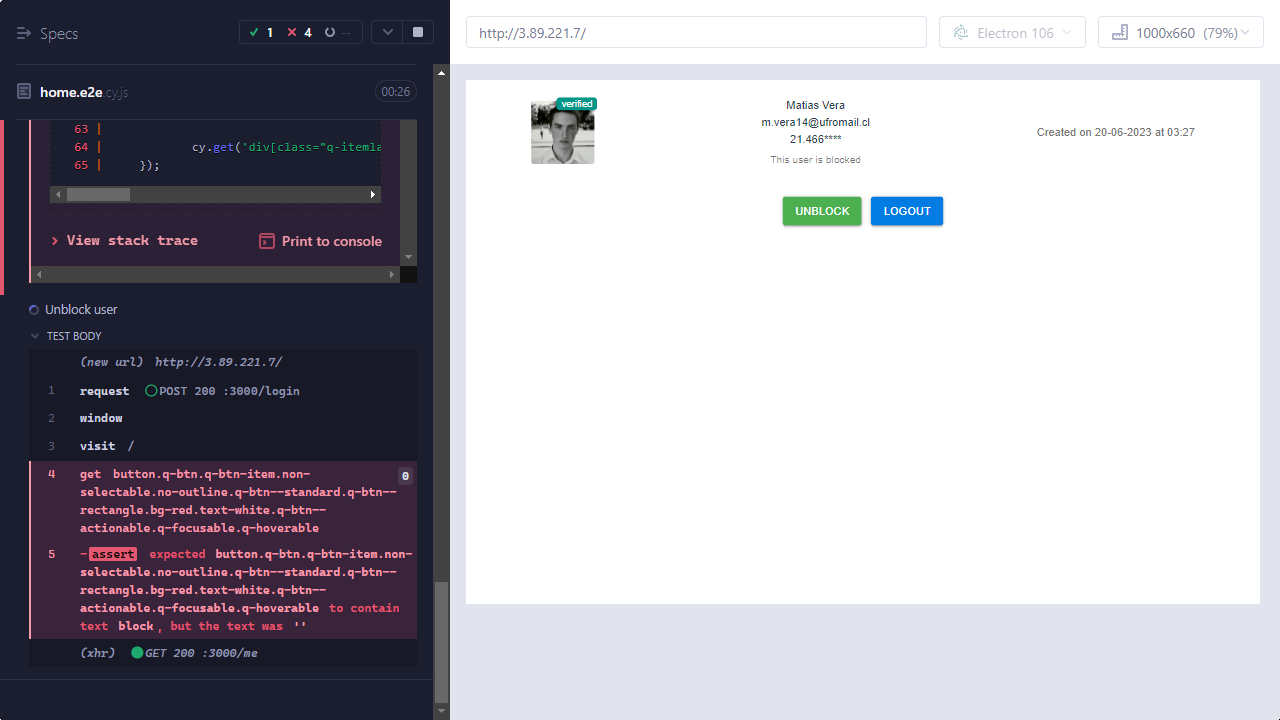 Specs
1 4 --
http://3.89.221.7/
Electron 106
1000x660 (79%)
home.e2e.cy.js
00:26
63 |
64 | cy.get('div[class="q-itemla
65 | });
View stack trace
Print to console
Unblock user
TEST BODY
(new url) http://3.89.221.7/
1 request POST 200 :3000/login
2 window
3 visit /
4 get button.q-btn.q-btn-item.non-
selectable.no-outline.q-btn--standard.q-btn--
rectangle.bg-red.text-white.q-btn--
actionable.q-focusable.q-hoverable
0
5 -assert expected button.q-btn.q-btn-item.non-
selectable.no-outline.q-btn--standard.q-btn--
rectangle.bg-red.text-white.q-btn--
actionable.q-focusable.q-hoverable to contain
text block, but the text was ''
(xhr) GET 200 :3000/me
verified
Matias Vera
m.vera14@ufromail.cl
21.466****
This user is blocked
Created on 20-06-2023 at 03:27
UNBLOCK
LOGOUT